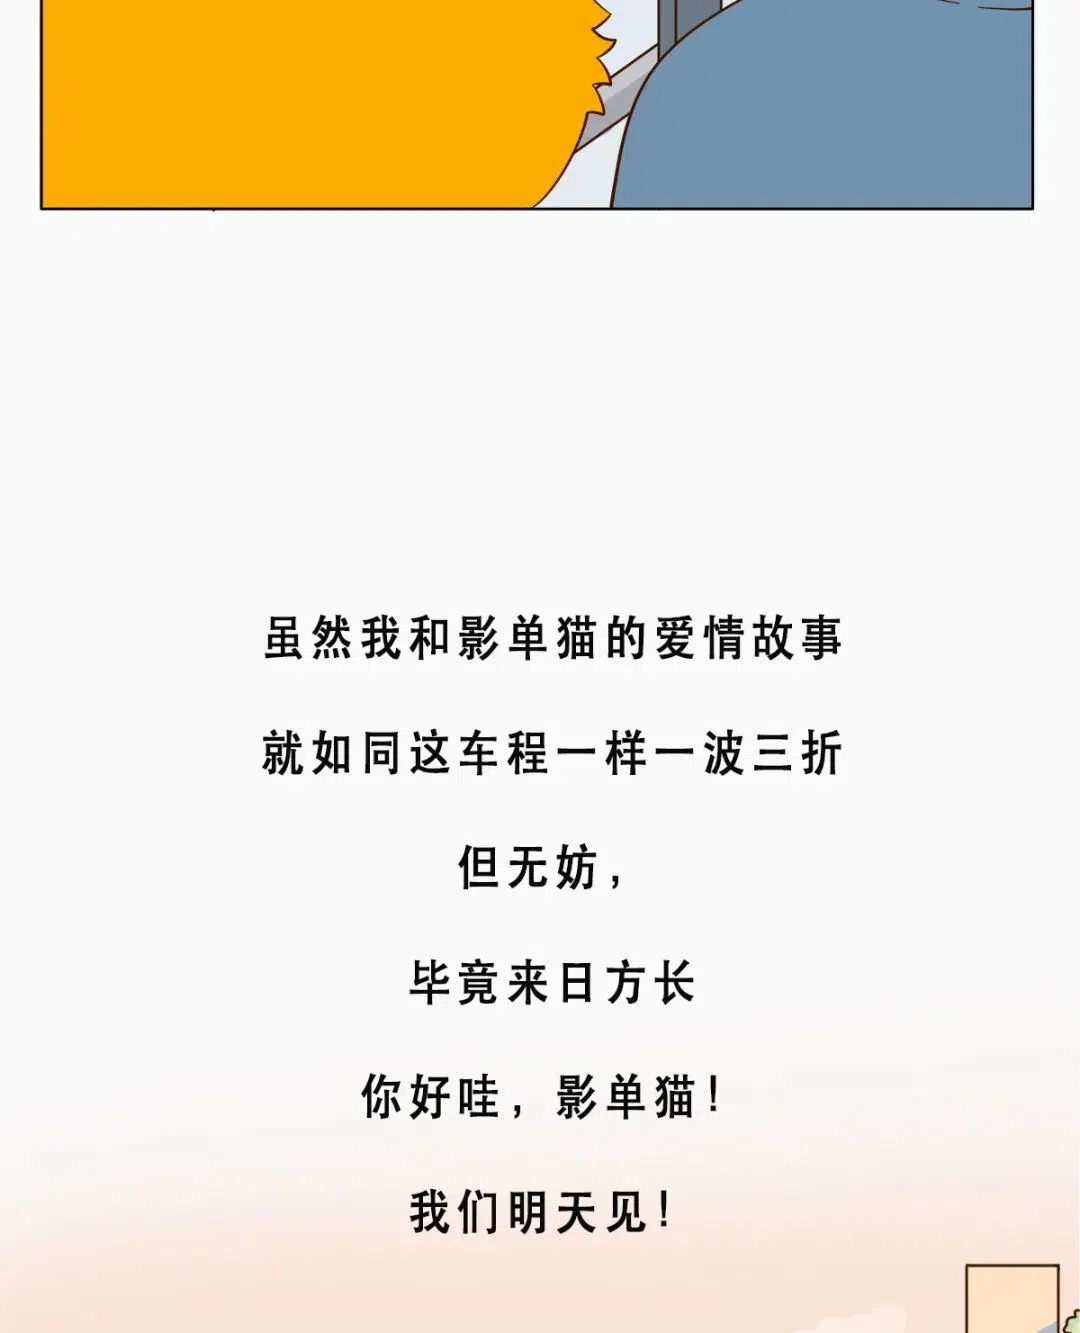 虽然我和影单猫的爱情故事
就如同这车程一样一波三折
但无妨，
毕竟来日方长
你好哇，影单猫！
我们明天见！